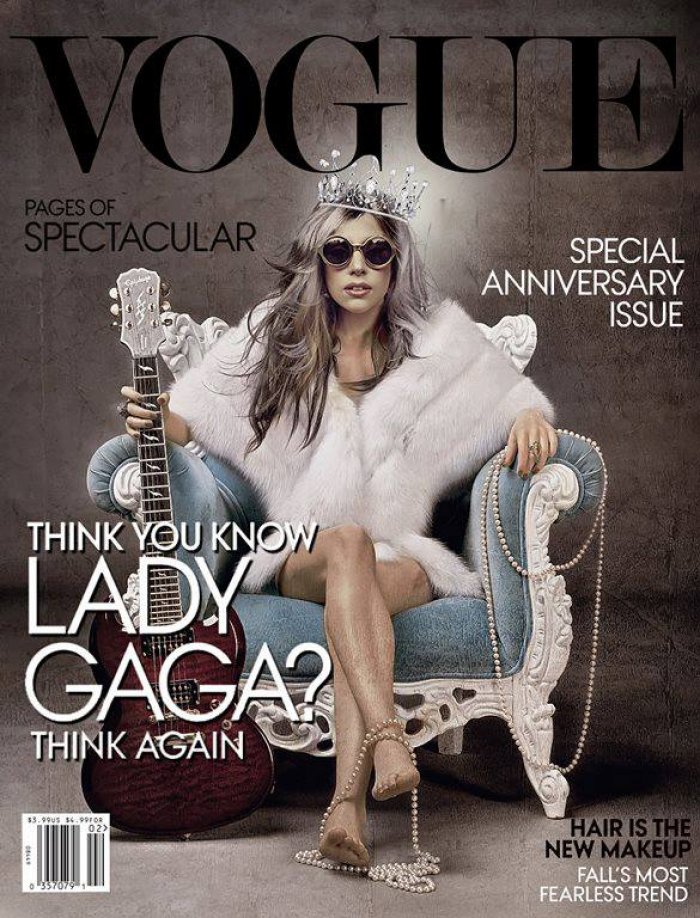 VOGUE
PAGES OF
SPECTACULAR
SPECIAL
ANNIVERSARY
ISSUE
Epiphone
THINK YOU KNOW
LADY
GAGA?
THINK AGAIN
$3.99US $4.99FOR
02>
0 357079 1
HAIR IS THE
NEW MAKEUP
FALL'S MOST
FEARLESS TREND